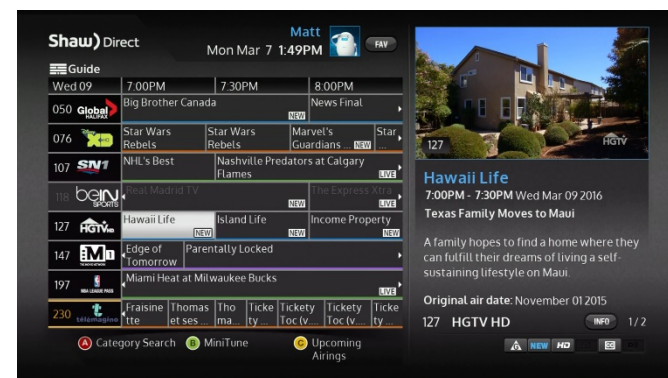 Shaw) Direct
Matt
Mon Mar 7 1:49PM
FAV
Guide
Wed 09 7:00PM 7:30PM 8:00PM
050 Global HALIFAX Big Brother Canada NEW News Final
076 XD Star Wars Rebels Star Wars Rebels Marvel's Guardians ... NEW Star ...
107 SN1 NHL's Best Nashville Predators at Calgary Flames LIVE
118 beIN SPORTS Real Madrid TV NEW The Express Xtra LIVE
127 HGTV HD Hawaii Life NEW Island Life NEW Income Property NEW
147 M 1 Edge of Tomorrow Parentally Locked
197 NBA LEAGUE PASS Miami Heat at Milwaukee Bucks LIVE
230 télémagino Fraisine tte Thomas et ses ... Tho ma... Ticke ty ... Tickety Toc (v.... Tickety Toc (v... Ticke ty ...
A Category Search B MiniTune C Upcoming Airings
127 HGTV
Hawaii Life
7:00PM - 7:30PM Wed Mar 09 2016
Texas Family Moves to Maui
A family hopes to find a home where they
can fulfill their dreams of living a self-
sustaining lifestyle on Maui.
Original air date: November 01 2015
127 HGTV HD INFO 1/2
G NEW HD CC